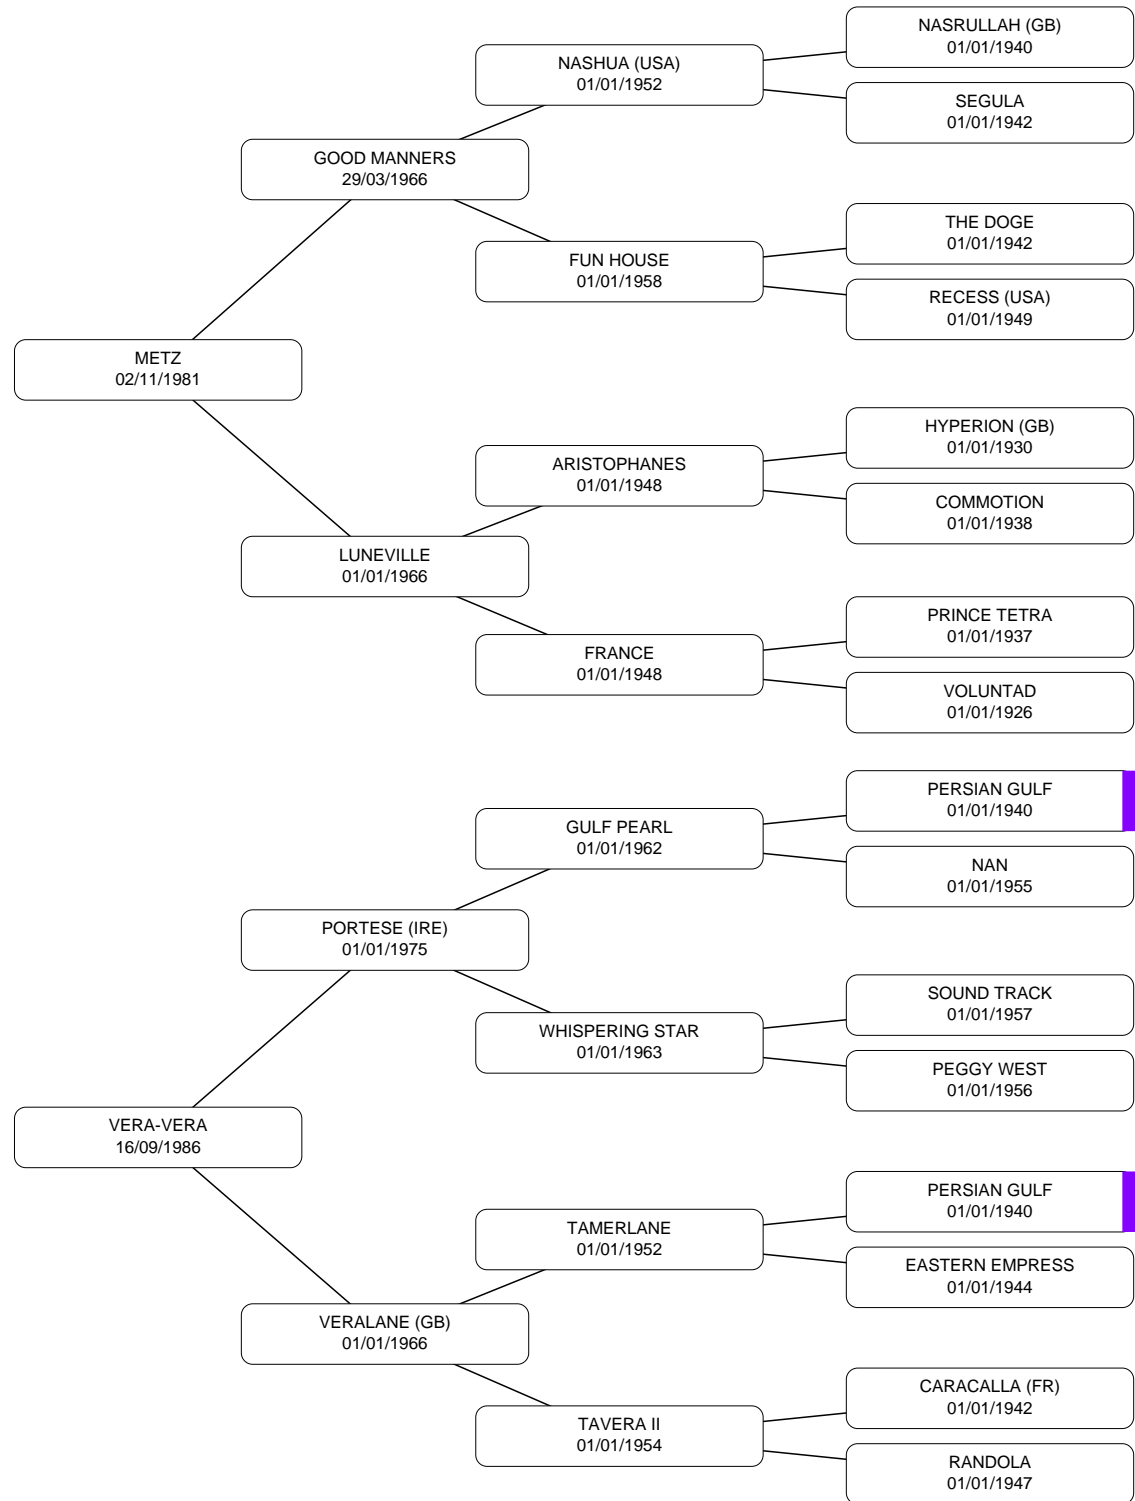 NASRULLAH (GB)
01/01/1940
NASHUA (USA)
01/01/1952
SEGULA
01/01/1942
GOOD MANNERS
29/03/1966
THE DOGE
01/01/1942
FUN HOUSE
01/01/1958
RECESS (USA)
01/01/1949
METZ
02/11/1981
HYPERION (GB)
01/01/1930
ARISTOPHANES
01/01/1948
COMMOTION
01/01/1938
LUNEVILLE
01/01/1966
PRINCE TETRA
01/01/1937
FRANCE
01/01/1948
VOLUNTAD
01/01/1926
PERSIAN GULF
01/01/1940
GULF PEARL
01/01/1962
NAN
01/01/1955
PORTESE (IRE)
01/01/1975
SOUND TRACK
01/01/1957
WHISPERING STAR
01/01/1963
PEGGY WEST
01/01/1956
VERA-VERA
16/09/1986
PERSIAN GULF
01/01/1940
TAMERLANE
01/01/1952
EASTERN EMPRESS
01/01/1944
VERALANE (GB)
01/01/1966
CARACALLA (FR)
01/01/1942
TAVERA II
01/01/1954
RANDOLA
01/01/1947